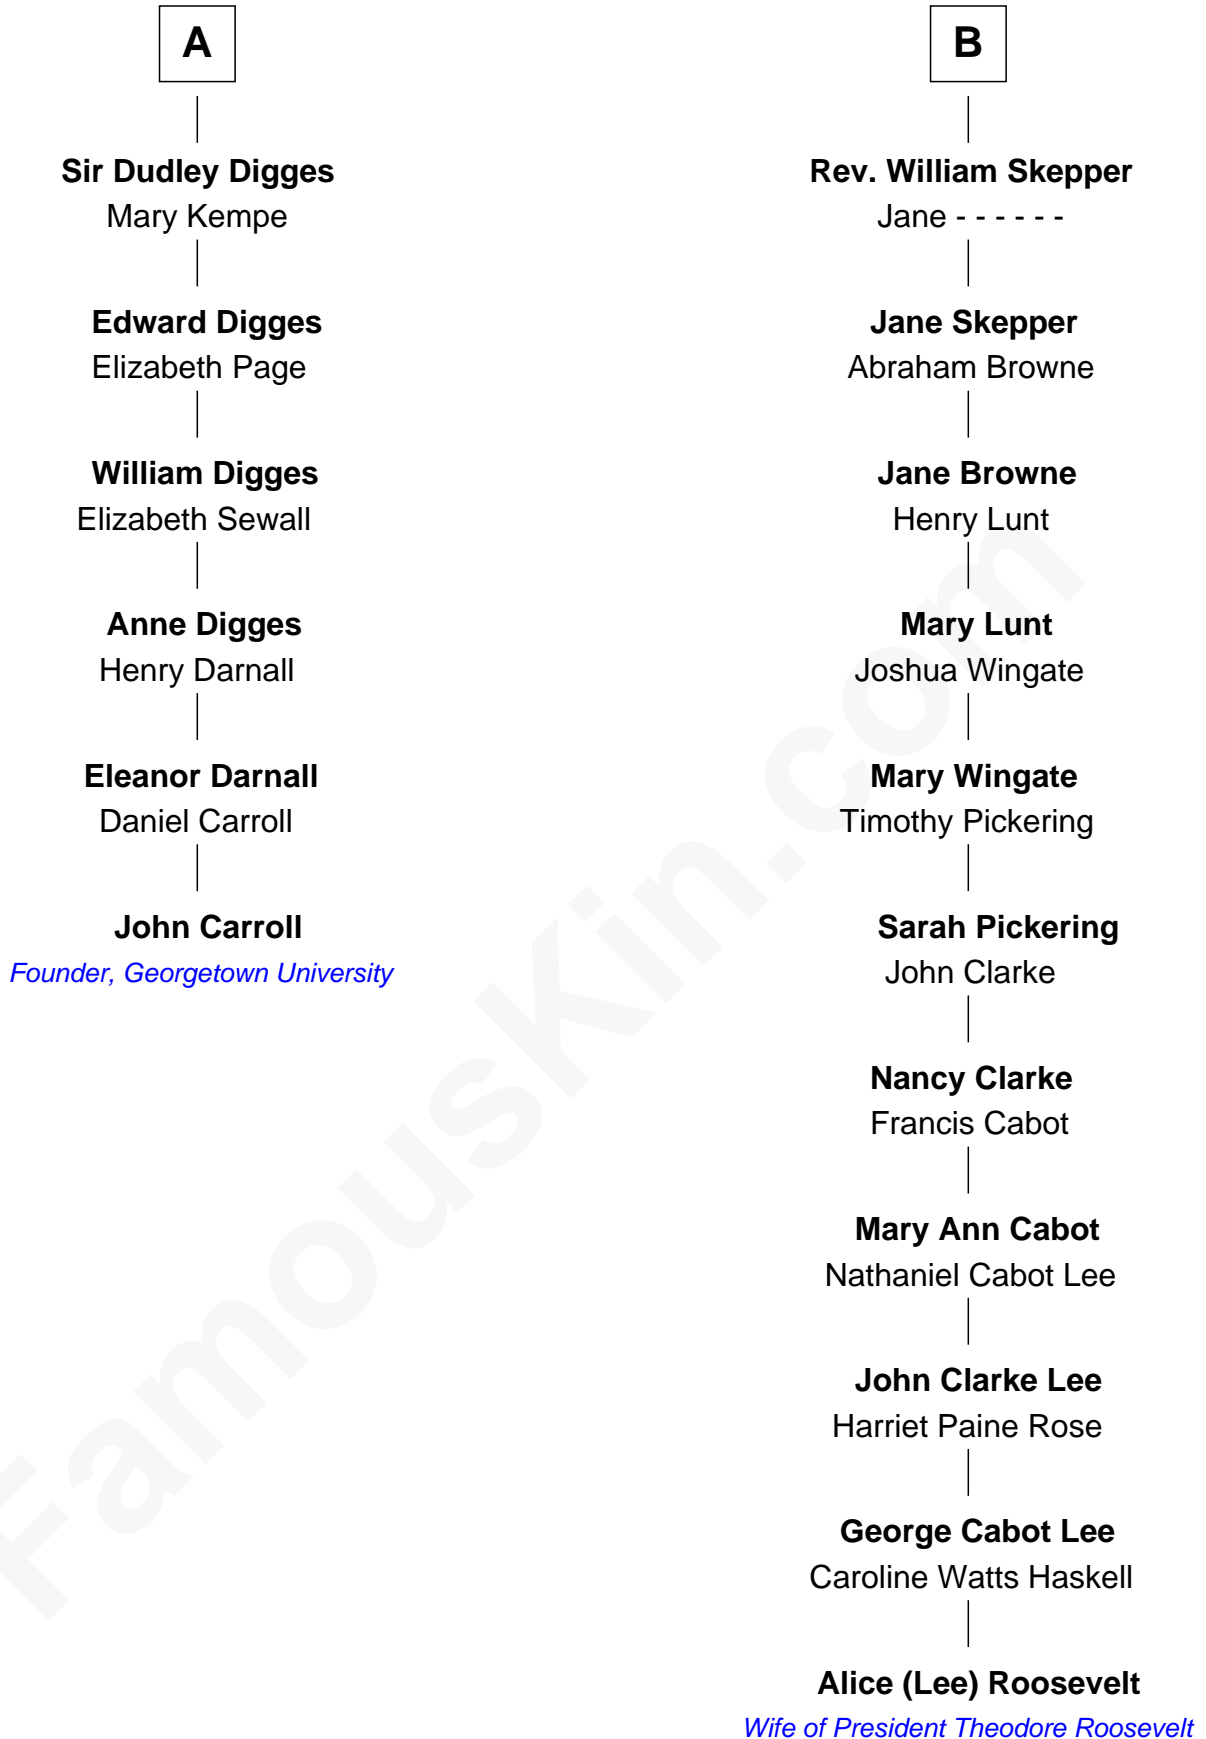 A
Sir Dudley Digges
Mary Kempe
Edward Digges
Elizabeth Page
William Digges
Elizabeth Sewall
Anne Digges
Henry Darnall
Eleanor Darnall
Daniel Carroll
John Carroll
Founder, Georgetown University
B
Rev. William Skepper
Jane - - - - - -
Jane Skepper
Abraham Browne
Jane Browne
Henry Lunt
Mary Lunt
Joshua Wingate
Mary Wingate
Timothy Pickering
Sarah Pickering
John Clarke
Nancy Clarke
Francis Cabot
Mary Ann Cabot
Nathaniel Cabot Lee
John Clarke Lee
Harriet Paine Rose
George Cabot Lee
Caroline Watts Haskell
Alice (Lee) Roosevelt
Wife of President Theodore Roosevelt
FamousKin.com